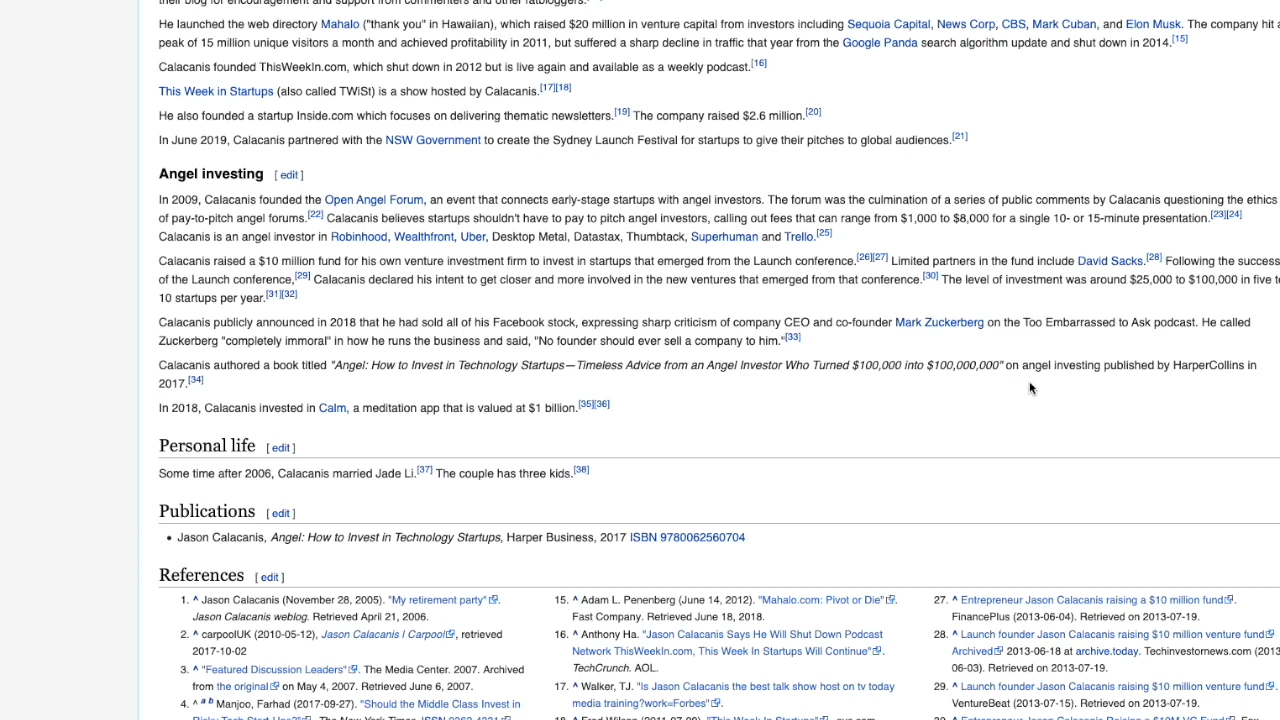 their blog for encouragement and support from commenters and other fatbloggers.
He launched the web directory Mahalo ("thank you" in Hawaiian), which raised $20 million in venture capital from investors including Sequoia Capital, News Corp, CBS, Mark Cuban, and Elon Musk. The company hit a
peak of 15 million unique visitors a month and achieved profitability in 2011, but suffered a sharp decline in traffic that year from the Google Panda search algorithm update and shut down in 2014.[15]
Calacanis founded ThisWeekIn.com, which shut down in 2012 but is live again and available as a weekly podcast.[16]
This Week in Startups (also called TWiSt) is a show hosted by Calacanis.[17][18]
He also founded a startup Inside.com which focuses on delivering thematic newsletters.[19] The company raised $2.6 million.[20]
In June 2019, Calacanis partnered with the NSW Government to create the Sydney Launch Festival for startups to give their pitches to global audiences.[21]
Angel investing [ edit ]
In 2009, Calacanis founded the Open Angel Forum, an event that connects early-stage startups with angel investors. The forum was the culmination of a series of public comments by Calacanis questioning the ethics
of pay-to-pitch angel forums.[22] Calacanis believes startups shouldn't have to pay to pitch angel investors, calling out fees that can range from $1,000 to $8,000 for a single 10- or 15-minute presentation.[23][24]
Calacanis is an angel investor in Robinhood, Wealthfront, Uber, Desktop Metal, Datastax, Thumbtack, Superhuman and Trello.[25]
Calacanis raised a $10 million fund for his own venture investment firm to invest in startups that emerged from the Launch conference.[26][27] Limited partners in the fund include David Sacks.[28] Following the success
of the Launch conference,[29] Calacanis declared his intent to get closer and more involved in the new ventures that emerged from that conference.[30] The level of investment was around $25,000 to $100,000 in five t
10 startups per year.[31][32]
Calacanis publicly announced in 2018 that he had sold all of his Facebook stock, expressing sharp criticism of company CEO and co-founder Mark Zuckerberg on the Too Embarrassed to Ask podcast. He called
Zuckerberg "completely immoral" in how he runs the business and said, "No founder should ever sell a company to him."[33]
Calacanis authored a book titled "Angel: How to Invest in Technology Startups—Timeless Advice from an Angel Investor Who Turned $100,000 into $100,000,000" on angel investing published by HarperCollins in
2017.[34]
In 2018, Calacanis invested in Calm, a meditation app that is valued at $1 billion.[35][36]
Personal life [ edit ]
Some time after 2006, Calacanis married Jade Li.[37] The couple has three kids.[38]
Publications [ edit ]
• Jason Calacanis, Angel: How to Invest in Technology Startups, Harper Business, 2017 ISBN 9780062560704
References [ edit ]
1. ^ Jason Calacanis (November 28, 2005). "My retirement party".
Jason Calacanis weblog. Retrieved April 21, 2006.
2. ^ carpoolUK (2010-05-12), Jason Calacanis | Carpool, retrieved
2017-10-02
3. ^ "Featured Discussion Leaders". The Media Center. 2007. Archived
from the original on May 4, 2007. Retrieved June 6, 2007.
4. ^ a b Manjoo, Farhad (2017-09-27). "Should the Middle Class Invest in
Risky Tech Start-Ups?". The New York Times. ISSN 0362-4331
15. ^ Adam L. Penenberg (June 14, 2012). "Mahalo.com: Pivot or Die".
Fast Company. Retrieved June 18, 2018.
16. ^ Anthony Ha. "Jason Calacanis Says He Will Shut Down Podcast
Network ThisWeekIn.com, This Week In Startups Will Continue".
TechCrunch. AOL.
17. ^ Walker, TJ. "Is Jason Calacanis the best talk show host on tv today
media training?work=Forbes".
18. ^ Fred Wilson
"This Week in Startups".
27. ^ Entrepreneur Jason Calacanis raising a $10 million fund.
FinancePlus (2013-06-04). Retrieved on 2013-07-19.
28. ^ Launch founder Jason Calacanis raising $10 million venture fund
Archived 2013-06-18 at archive.today. Techinvestornews.com (2013
06-03). Retrieved on 2013-07-19.
29. ^ Launch founder Jason Calacanis raising $10 million venture fund.
VentureBeat (2013-07-15). Retrieved on 2013-07-19.